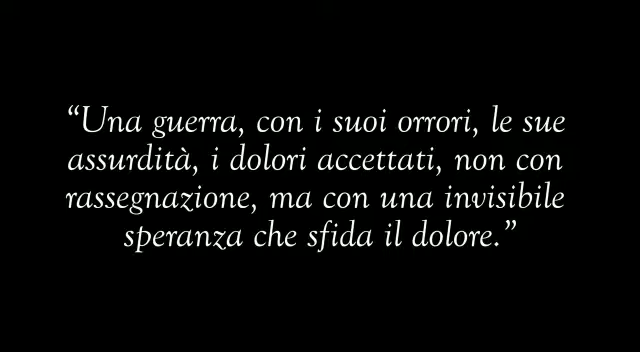 “Una guerra, con i suoi orrori, le sue
assurdità, i dolori accettati, non con
rassegnazione, ma con una invisibile
speranza che sfida il dolore.”